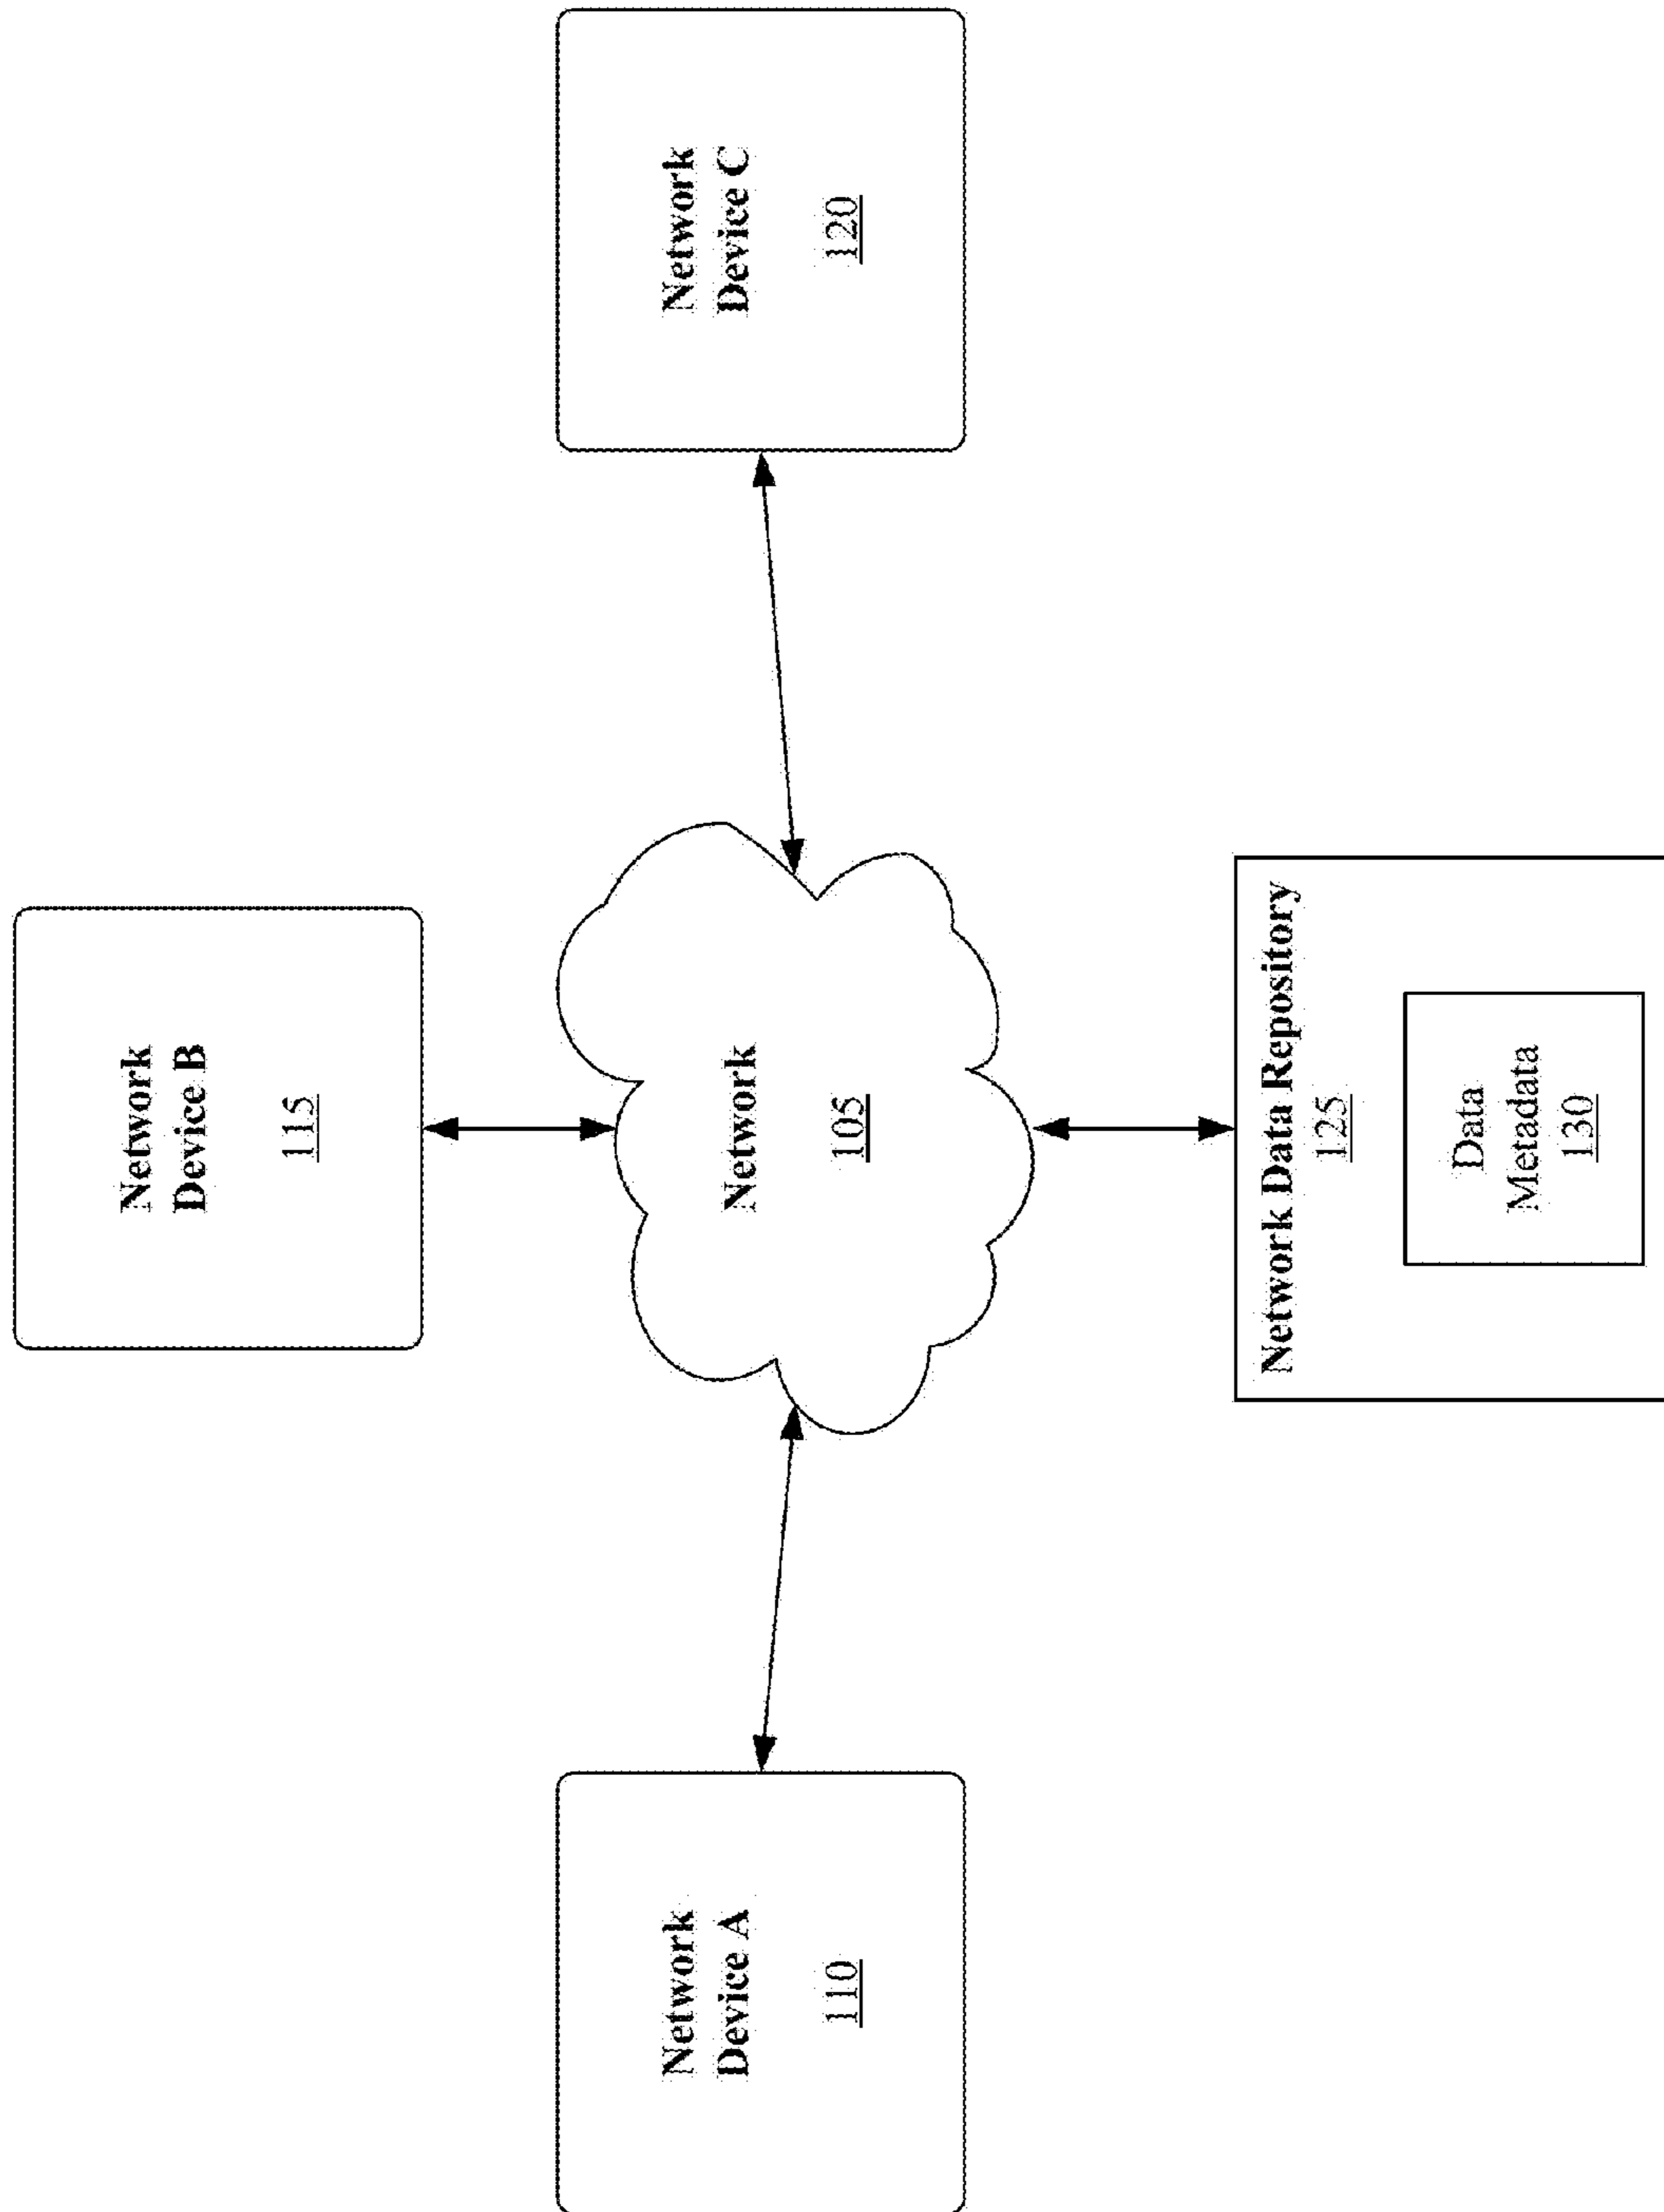 Network
Device B
115
Network
Device A
110
Network
105
Network
Device C
120
Network Data Repository
125
Data
Metadata
130